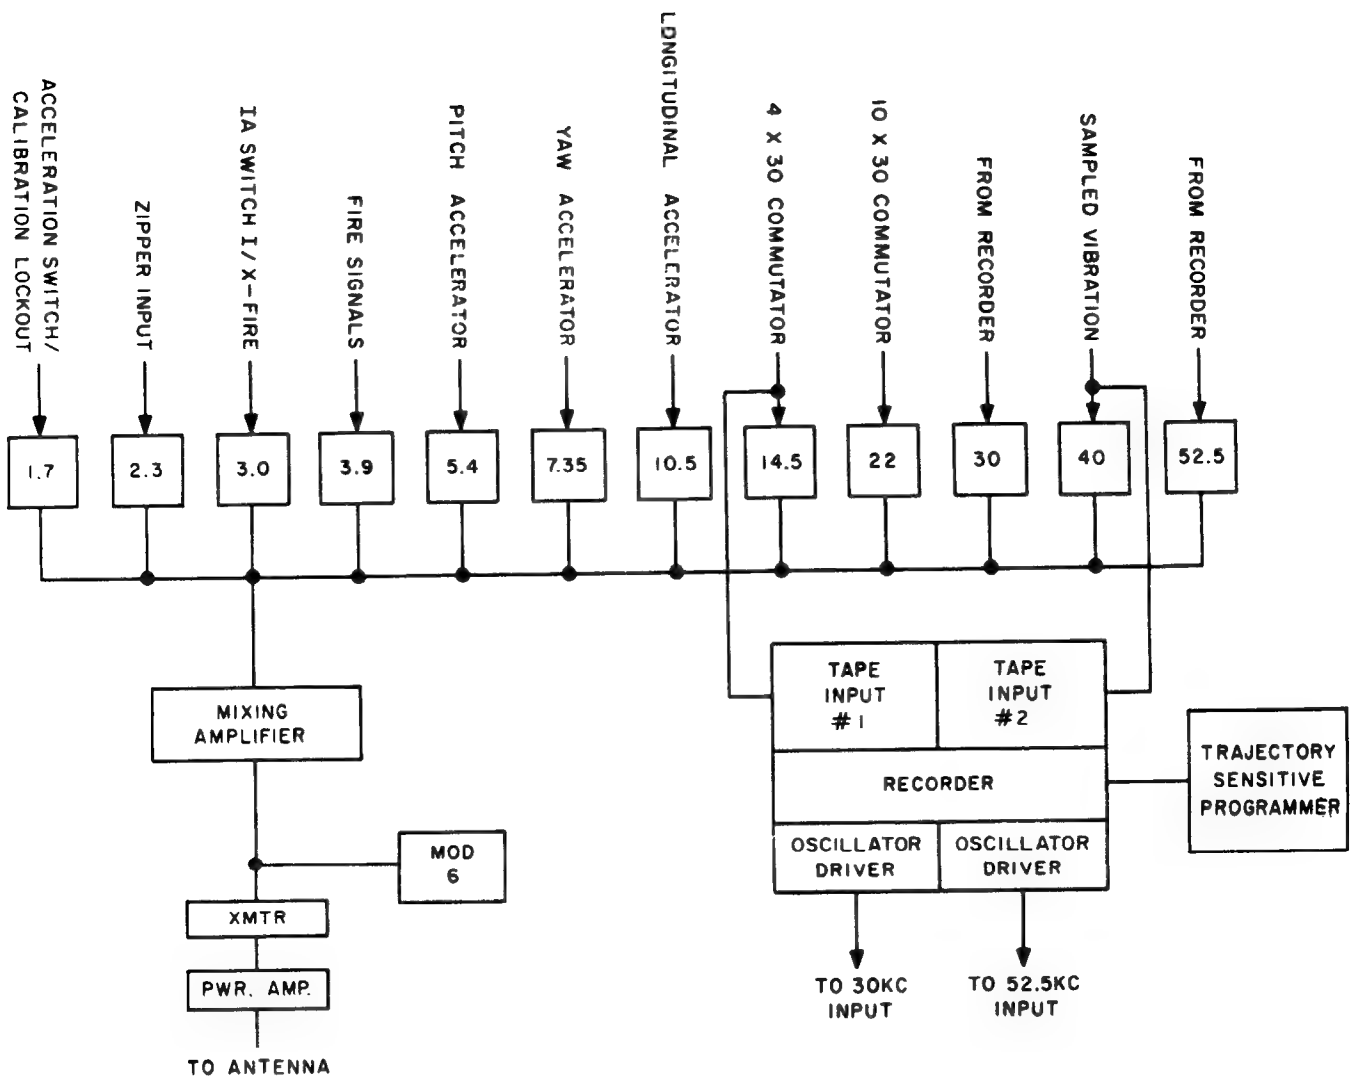 ACCELERATION SWITCH/
CALIBRATION LOCKOUT
ZIPPER INPUT
IA SWITCH I/X-FIRE
FIRE SIGNALS
PITCH ACCELERATOR
YAW ACCELERATOR
LONGITUDINAL ACCELERATOR
4 X 30 COMMUTATOR
10 X 30 COMMUTATOR
FROM RECORDER
SAMPLED VIBRATION
FROM RECORDER
1.7
2.3
3.0
3.9
5.4
7.35
10.5
14.5
22
30
40
52.5
MIXING
AMPLIFIER
MOD
6
XMTR
PWR. AMP.
TO ANTENNA
TAPE
INPUT
#1
TAPE
INPUT
#2
RECORDER
OSCILLATOR
DRIVER
OSCILLATOR
DRIVER
TRAJECTORY
SENSITIVE
PROGRAMMER
TO 30KC
INPUT
TO 52.5KC
INPUT